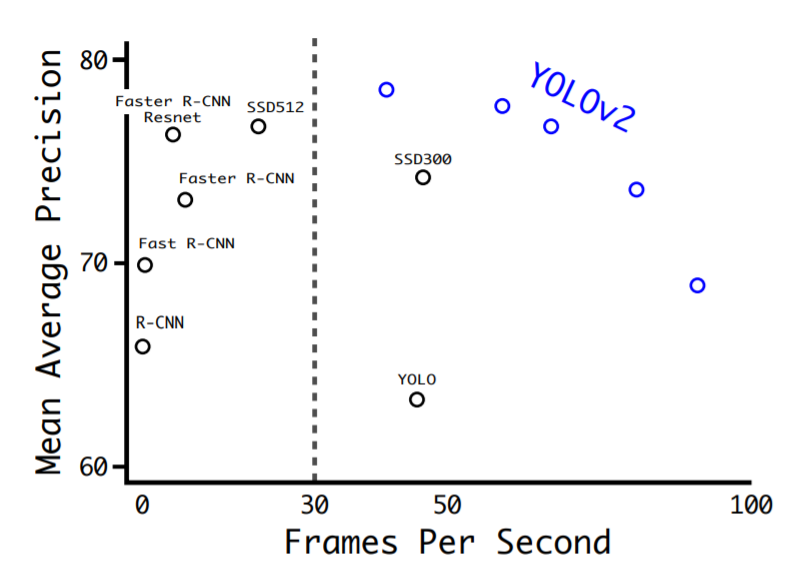 Mean Average Precision
80
70
60
Faster R-CNN
Resnet
SSD512
Faster R-CNN
Fast R-CNN
R-CNN
SSD300
YOLO
YOLOv2
0
30
50
100
Frames Per Second